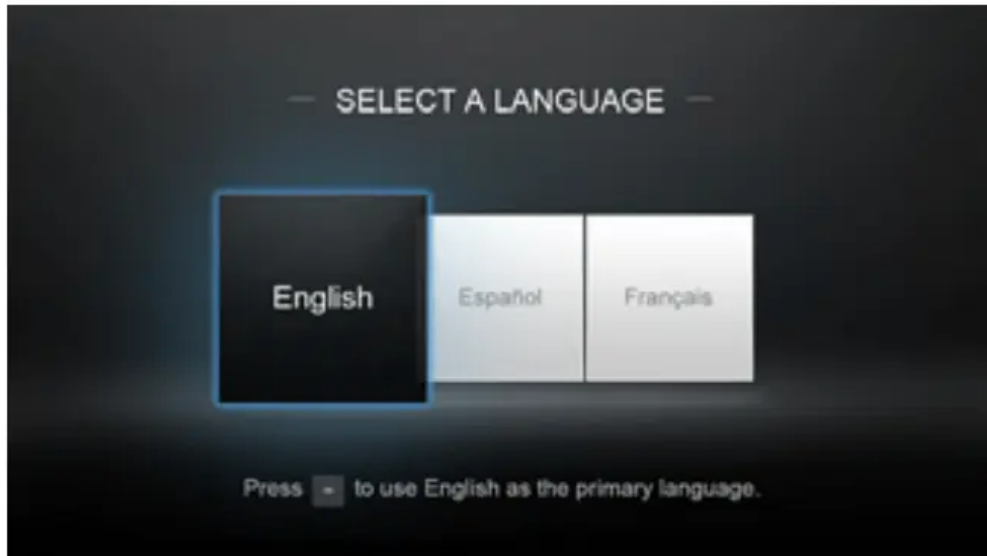 SELECT A LANGUAGE
English Español Français
Press - to use English as the primary language.